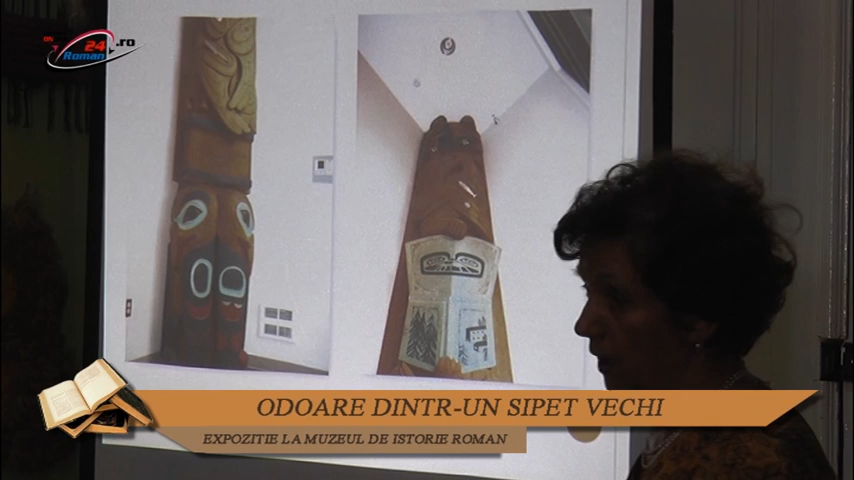 24.ro
Roman
ODOARE DINTR-UN SIPET VECHI
EXPOZITIE LA MUZEUL DE ISTORIE ROMAN